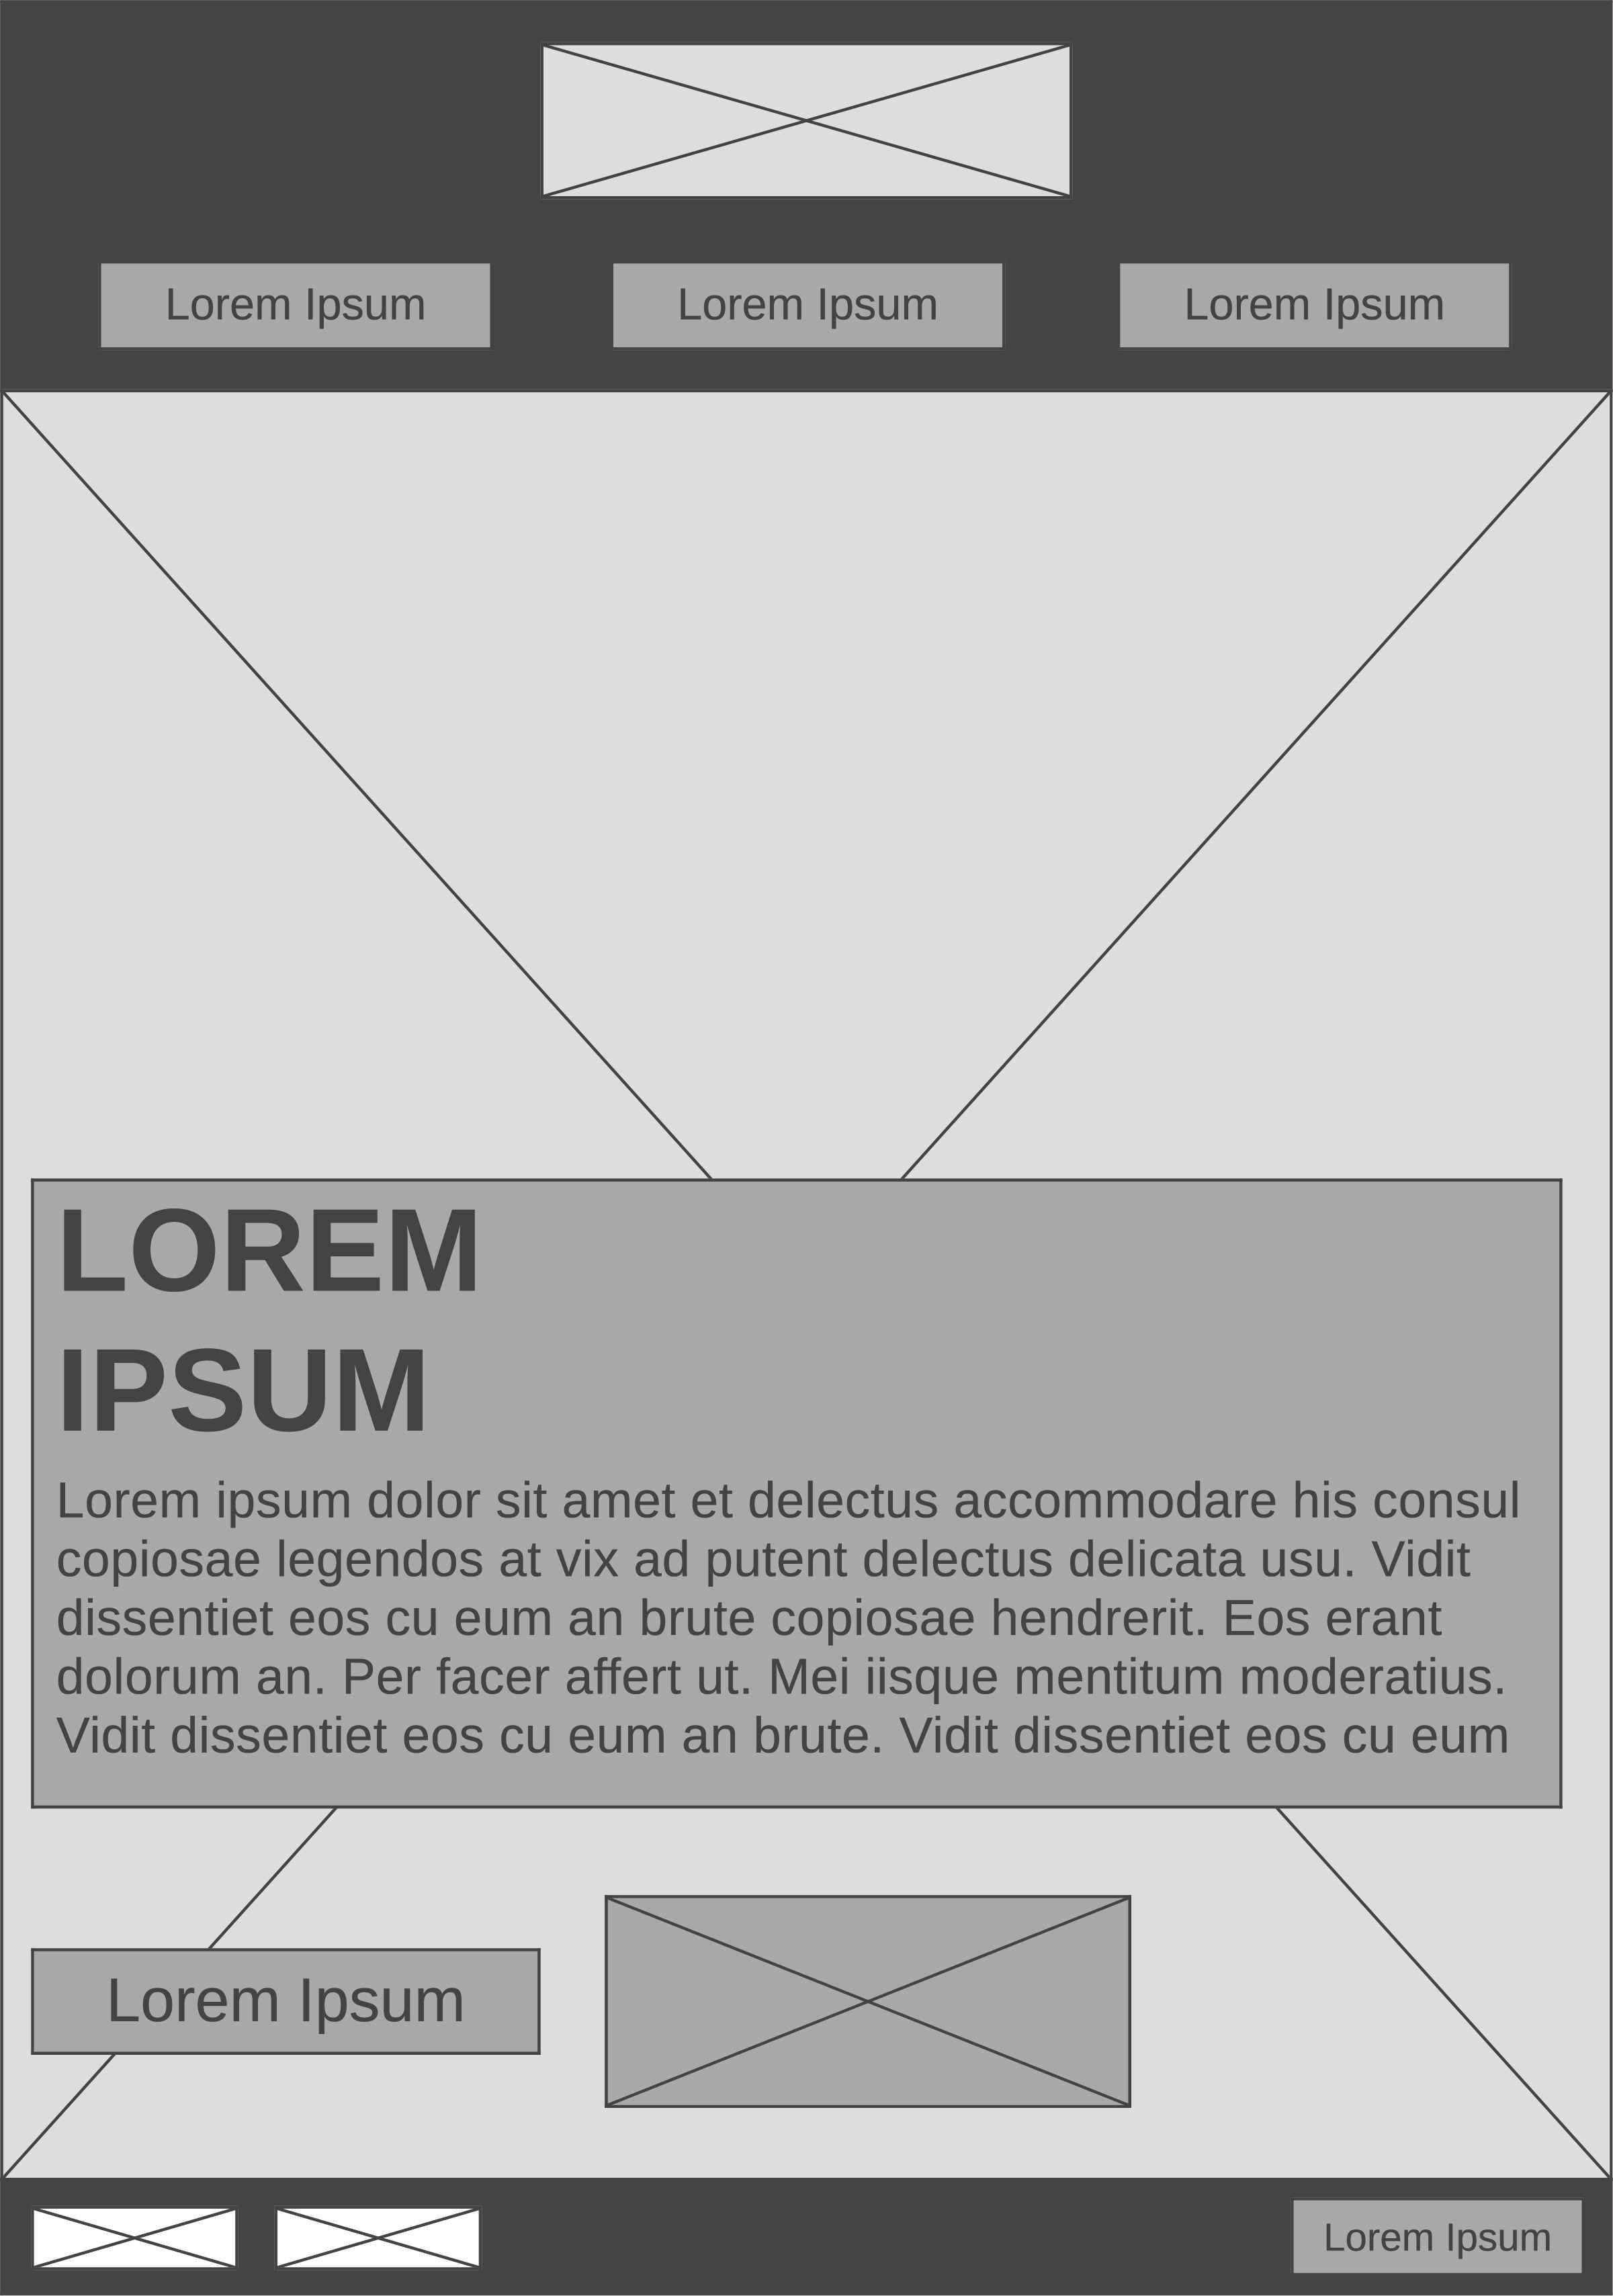 Lorem Ipsum
Lorem Ipsum
Lorem Ipsum
LOREM
IPSUM
Lorem ipsum dolor sit amet et delectus accommodare his consul
copiosae legendos at vix ad putent delectus delicata usu. Vidit
dissentiet eos cu eum an brute copiosae hendrerit. Eos erant
dolorum an. Per facer affert ut. Mei iisque mentitum moderatius.
Vidit dissentiet eos cu eum an brute. Vidit dissentiet eos cu eum
Lorem Ipsum
Lorem Ipsum